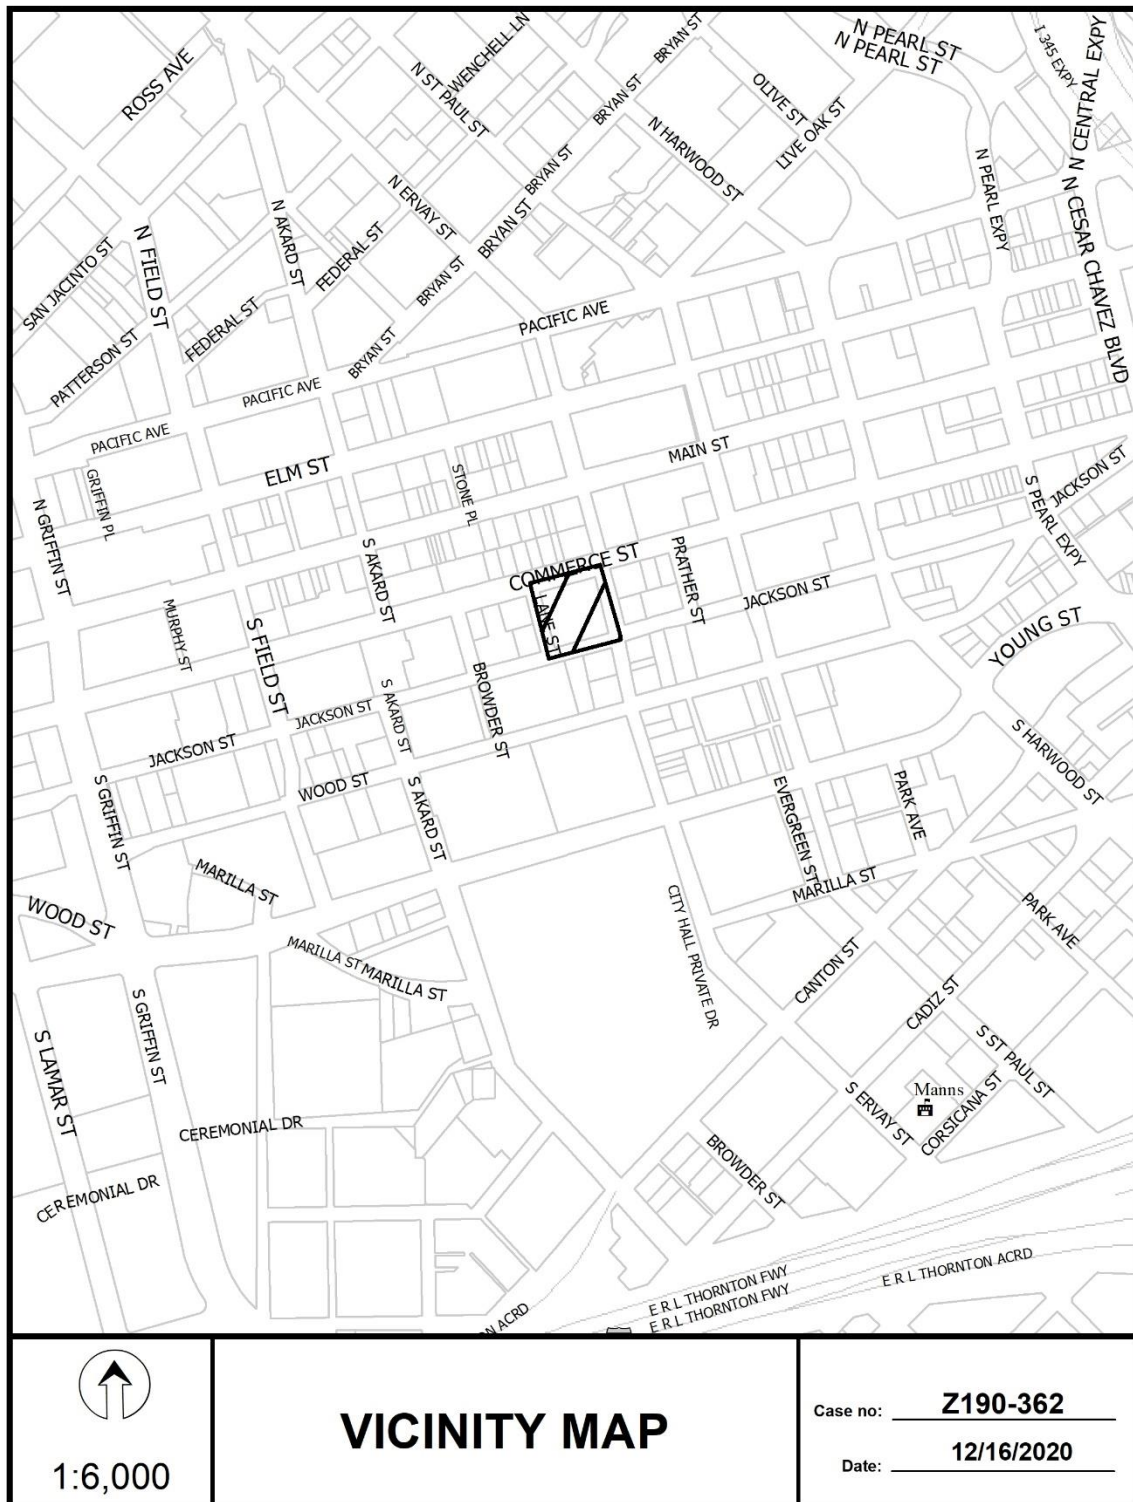 N PEARL ST
N PEARL ST
I 345 EXPY
N CENTRAL EXPY
WENCHELL LN
BRYAN ST
ROSS AVE
N ST PAUL ST
BRYAN ST
OLIVE ST
LIVE OAK ST
N HARWOOD ST
BRYAN ST
N PEARL EXPY
N CESAR CHAVEZ BLVD
N ERVAY ST
N AKARD ST
BRYAN ST
FEDERAL ST
N FIELD ST
SAN JACINTO ST
BRYAN ST
FEDERAL ST
PATTERSON ST
PACIFIC AVE
BRYAN ST
PACIFIC AVE
PACIFIC AVE
MAIN ST
ELM ST
GRIFFIN PL
STONE PL
JACKSON ST
S PEARL EXPY
N GRIFFIN ST
COMMERCE ST
PRATHER ST
S AKARD ST
LANE ST
JACKSON ST
MURPHY ST
S FIELD ST
YOUNG ST
BROWDER ST
S AKARD ST
JACKSON ST
JACKSON ST
S HARWOOD ST
WOOD ST
S GRIFFIN ST
S AKARD ST
EVERGREEN ST
PARK AVE
MARILLA ST
MARILLA ST
WOOD ST
CITY HALL PRIVATE DR
PARK AVE
MARILLA ST
MARILLA ST
CANTON ST
CADIZ ST
S GRIFFIN ST
S LAMAR ST
S ST PAUL ST
Manns
S ERVAY ST
CORSICANA ST
CEREMONIAL DR
BROWDER ST
CEREMONIAL DR
E R L THORNTON FWY
E R L THORNTON ACRD
E R L THORNTON FWY
ON ACRD
1:6,000
VICINITY MAP
Case no: Z190-362
Date: 12/16/2020